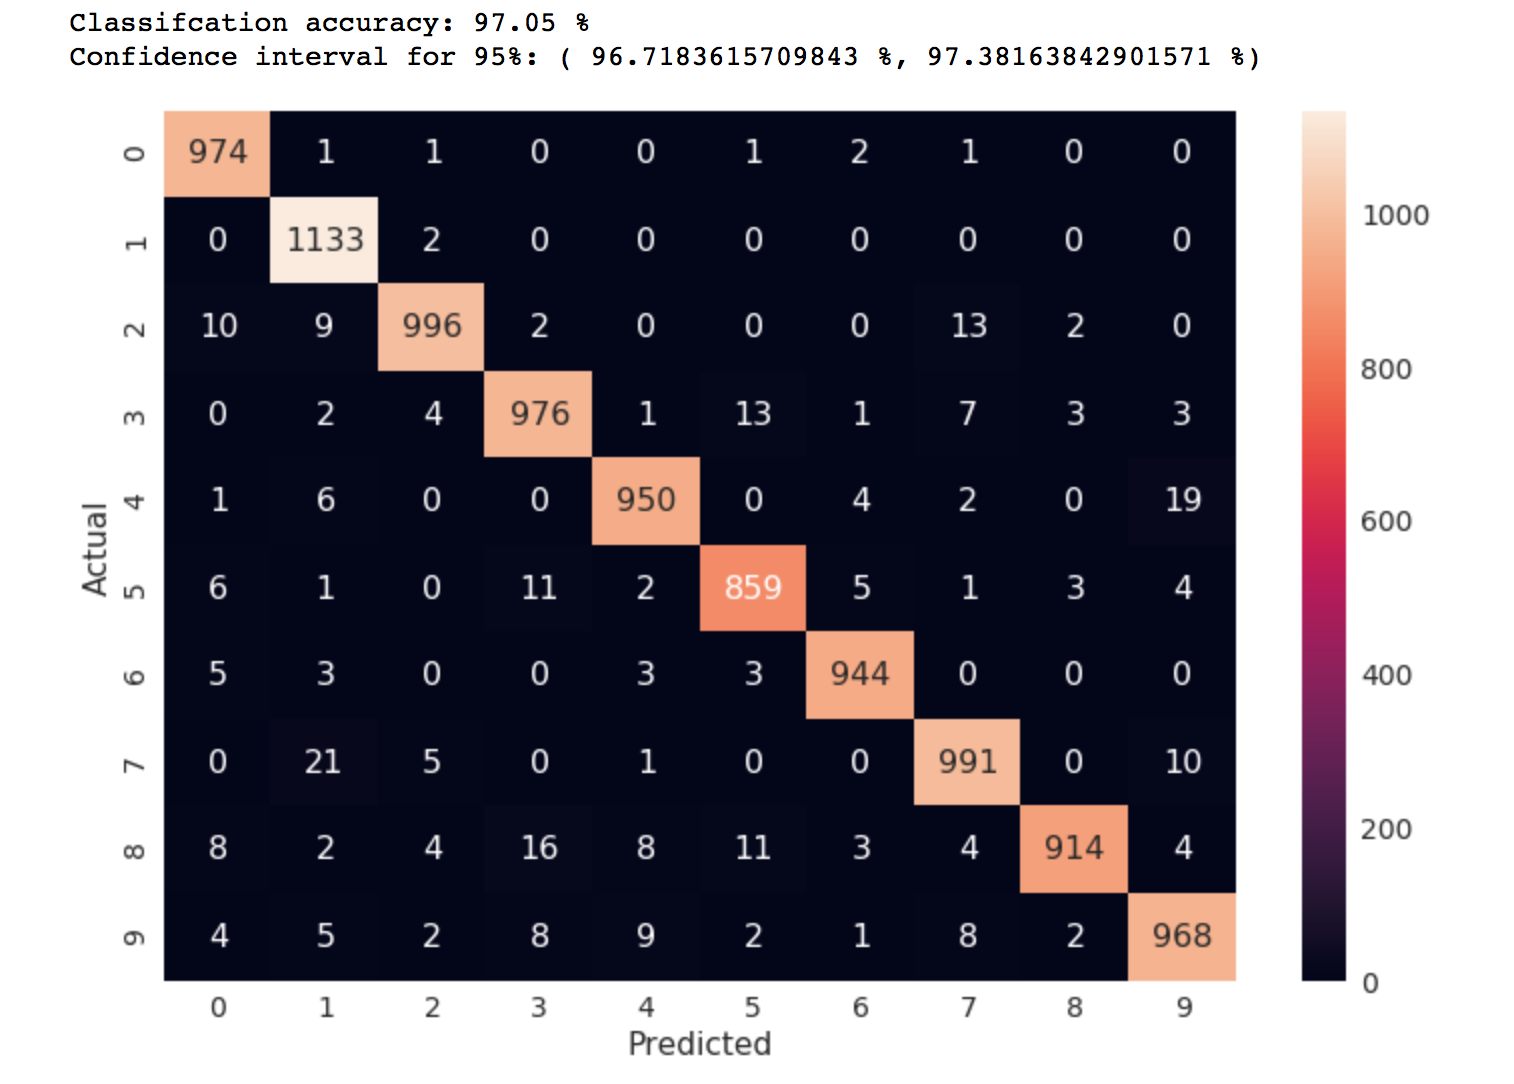 Classifcation accuracy: 97.05 %
Confidence interval for 95%: ( 96.7183615709843 %, 97.38163842901571 %)
0 974 1 1 0 0 1 2 1 0 0
1 0 1133 2 0 0 0 0 0 0 0
2 10 9 996 2 0 0 0 13 2 0
3 0 2 4 976 1 13 1 7 3 3
4 1 6 0 0 950 0 4 2 0 19
5 6 1 0 11 2 859 5 1 3 4
6 5 3 0 0 3 3 944 0 0 0
7 0 21 5 0 1 0 0 991 0 10
8 8 2 4 16 8 11 3 4 914 4
9 4 5 2 8 9 2 1 8 2 968
0 1 2 3 4 5 6 7 8 9
Predicted
Actual
1000
800
600
400
200
0